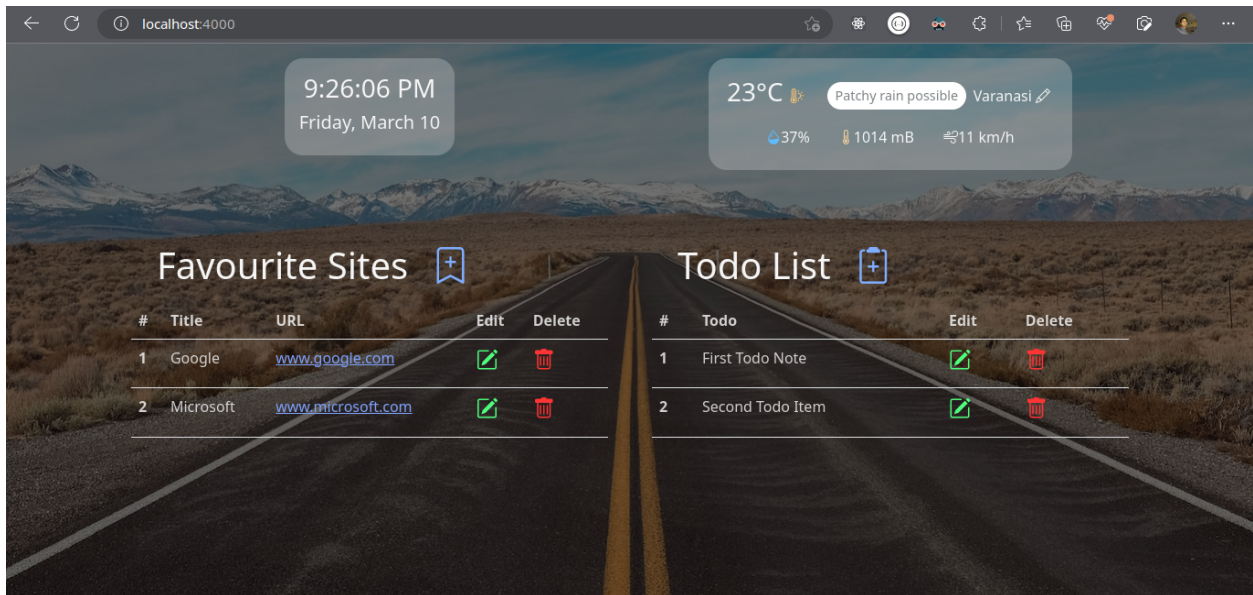 localhost:4000
9:26:06 PM
Friday, March 10
23°C Patchy rain possible Varanasi
37% 1014 mB 11 km/h
Favourite Sites
# Title URL Edit Delete
1 Google www.google.com
2 Microsoft www.microsoft.com
Todo List
# Todo Edit Delete
1 First Todo Note
2 Second Todo Item